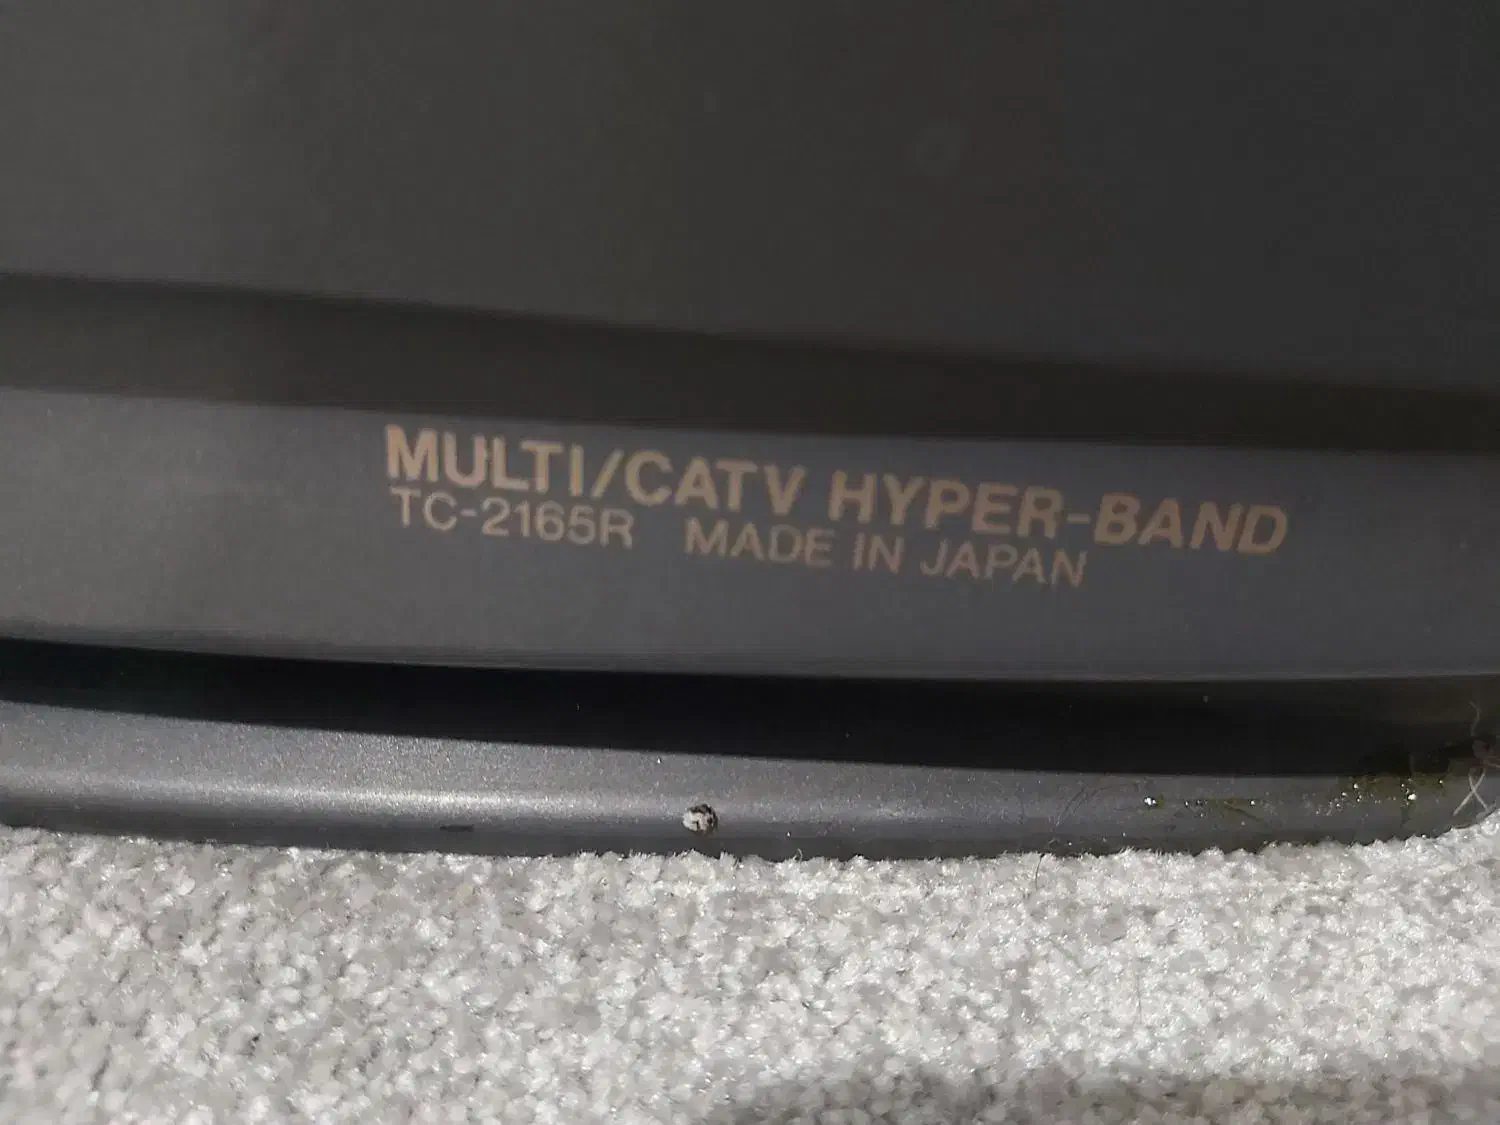 MULTI/CATV HYPER-BAND
TC-2165R MADE IN JAPAN